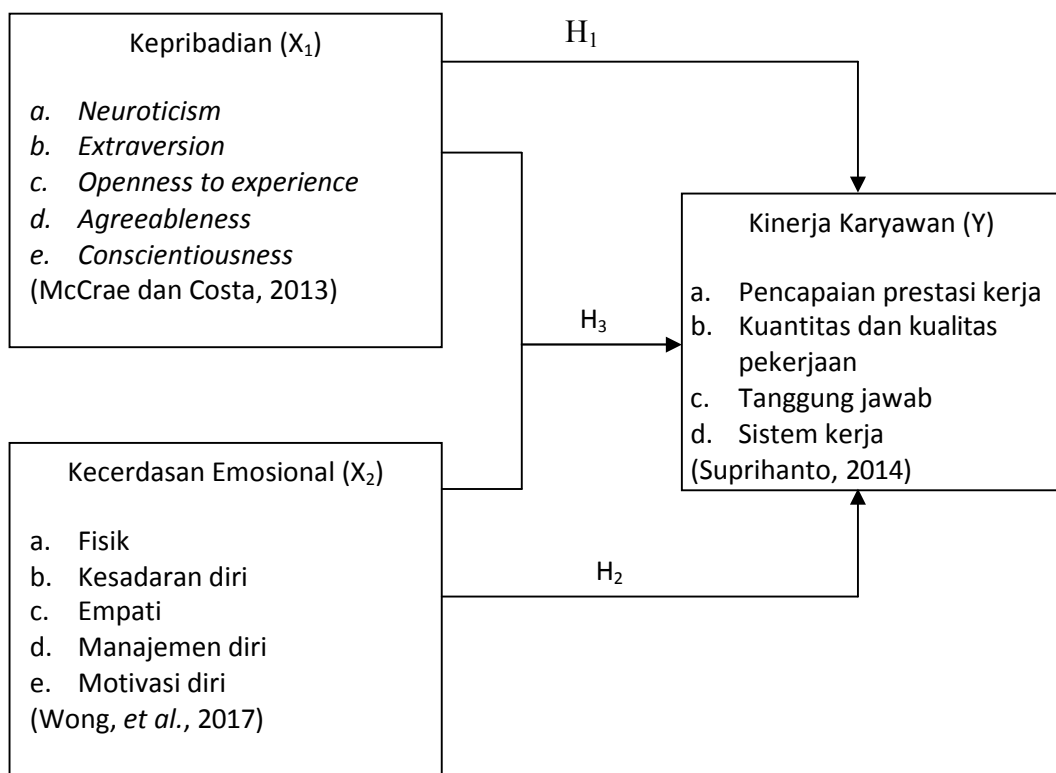 Kepribadian (X₁)
a. Neuroticism
b. Extraversion
c. Openness to experience
d. Agreeableness
e. Conscientiousness
(McCrae dan Costa, 2013)
H₁
Kinerja Karyawan (Y)
a. Pencapaian prestasi kerja
b. Kuantitas dan kualitas
pekerjaan
c. Tanggung jawab
d. Sistem kerja
(Suprihanto, 2014)
H₃
Kecerdasan Emosional (X₂)
a. Fisik
b. Kesadaran diri
c. Empati
d. Manajemen diri
e. Motivasi diri
(Wong, et al., 2017)
H₂